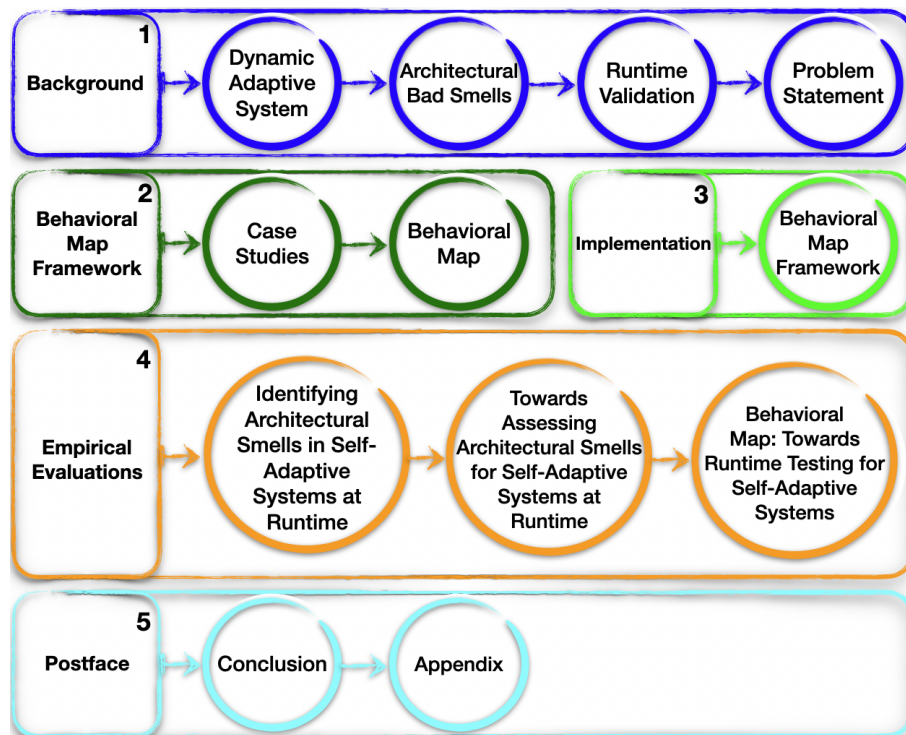 1
Background
Dynamic
Adaptive
System
Architectural
Bad Smells
Runtime
Validation
Problem
Statement
2
Behavioral
Map
Framework
Case
Studies
Behavioral
Map
3
Implementation
Behavioral
Map
Framework
4
Empirical
Evaluations
Identifying
Architectural
Smells in Self-
Adaptive
Systems at
Runtime
Towards
Assessing
Architectural Smells
for Self-Adaptive
Systems at
Runtime
Behavioral
Map: Towards
Runtime Testing for
Self-Adaptive
Systems
5
Postface
Conclusion
Appendix